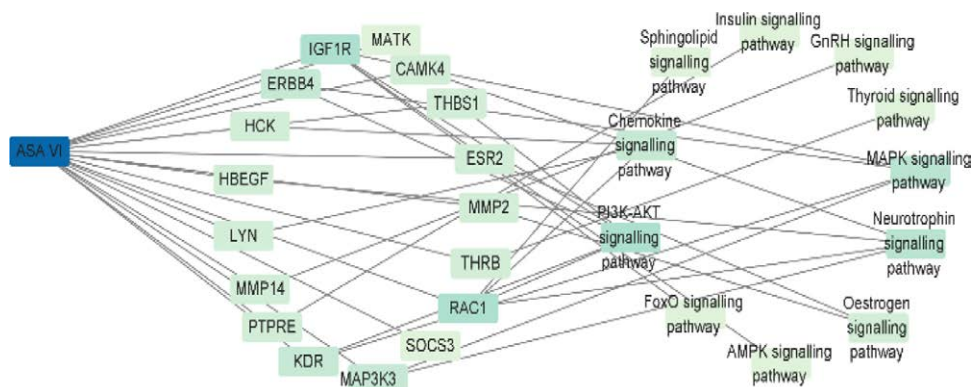 ASA VI
IGF1R
MATK
ERBB4
CAMK4
THBS1
HCK
ESR2
HBEGF
MMP2
LYN
THRB
MMP14
RAC1
PTPRE
SOCS3
KDR
MAP3K3
Sphingolipid
signalling
pathway
Insulin signalling
pathway
GnRH signalling
pathway
Thyroid signalling
pathway
Chemokine
signalling
pathway
MAPK signalling
pathway
PI3K-AKT
signalling
pathway
Neurotrophin
signalling
pathway
FoxO signalling
pathway
Oestrogen
signalling
pathway
AMPK signalling
pathway